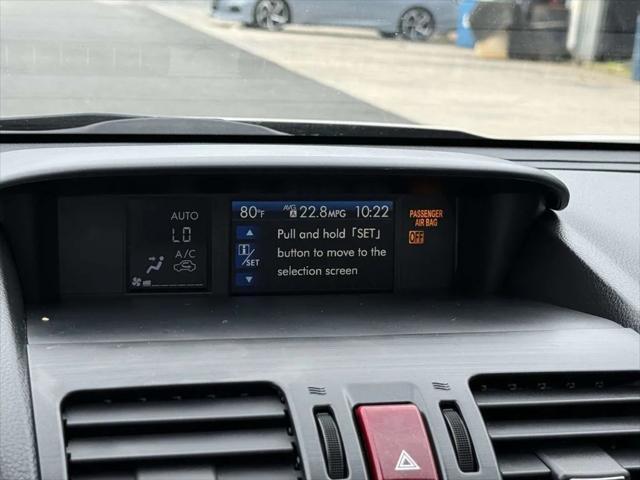 AUTO
LO
A/C
80°F AVG A 22.8MPG 10:22
i/SET
Pull and hold「SET」
button to move to the
selection screen
PASSENGER
AIR BAG
OFF